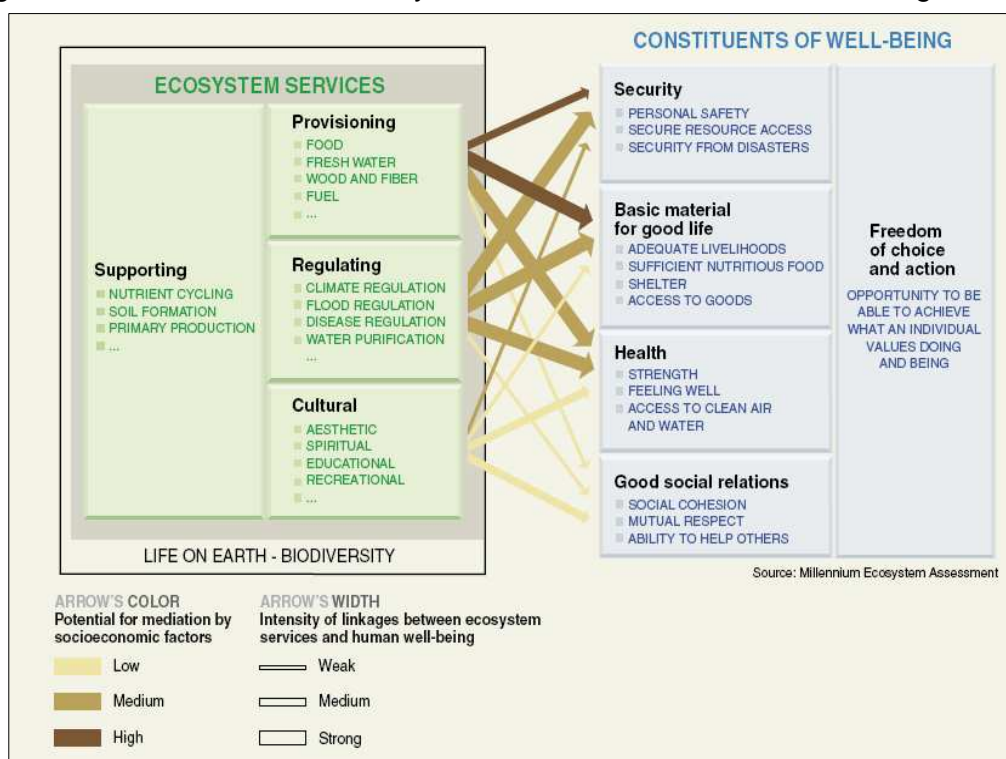 CONSTITUENTS OF WELL-BEING
ECOSYSTEM SERVICES
Supporting
NUTRIENT CYCLING
SOIL FORMATION
PRIMARY PRODUCTION
...
Provisioning
FOOD
FRESH WATER
WOOD AND FIBER
FUEL
...
Regulating
CLIMATE REGULATION
FLOOD REGULATION
DISEASE REGULATION
WATER PURIFICATION
...
Cultural
AESTHETIC
SPIRITUAL
EDUCATIONAL
RECREATIONAL
...
LIFE ON EARTH - BIODIVERSITY
Security
PERSONAL SAFETY
SECURE RESOURCE ACCESS
SECURITY FROM DISASTERS
Basic material
for good life
ADEQUATE LIVELIHOODS
SUFFICIENT NUTRITIOUS FOOD
SHELTER
ACCESS TO GOODS
Health
STRENGTH
FEELING WELL
ACCESS TO CLEAN AIR
AND WATER
Good social relations
SOCIAL COHESION
MUTUAL RESPECT
ABILITY TO HELP OTHERS
Freedom
of choice
and action
OPPORTUNITY TO BE
ABLE TO ACHIEVE
WHAT AN INDIVIDUAL
VALUES DOING
AND BEING
Source: Millennium Ecosystem Assessment
ARROW'S COLOR
Potential for mediation by
socioeconomic factors
Low
Medium
High
ARROW'S WIDTH
Intensity of linkages between ecosystem
services and human well-being
Weak
Medium
Strong